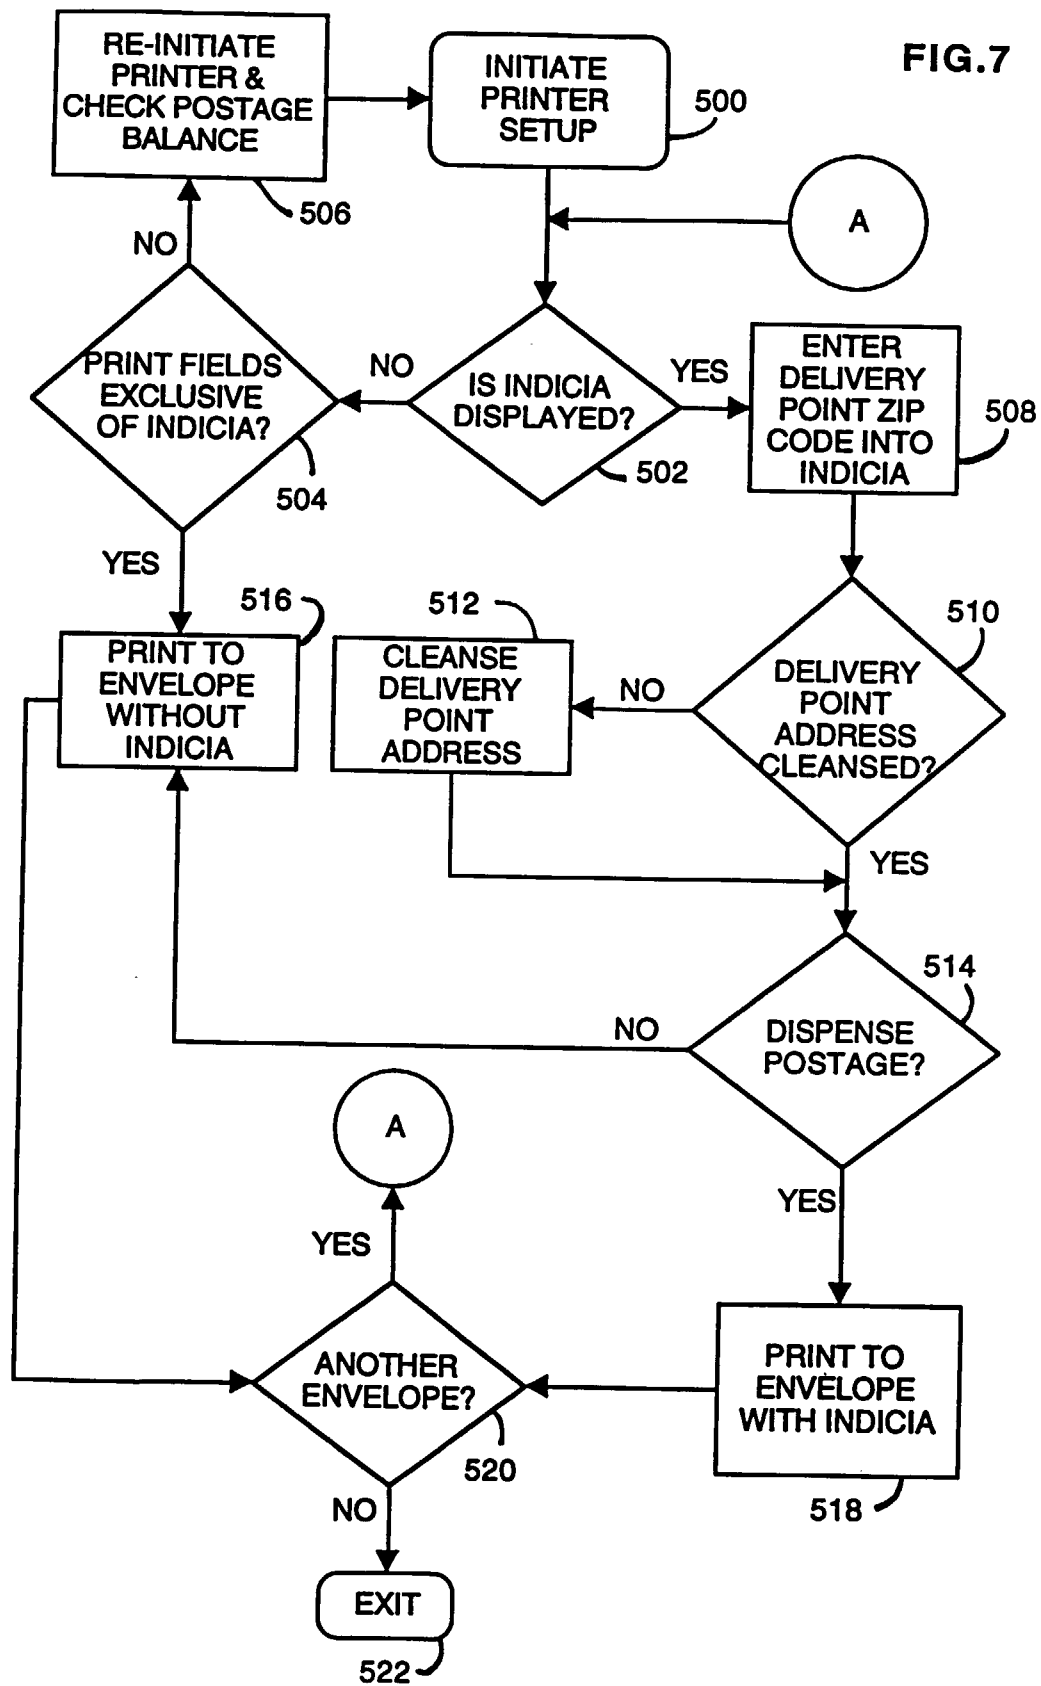 FIG.7
RE-INITIATE
PRINTER &
CHECK POSTAGE
BALANCE
506
INITIATE
PRINTER
SETUP
500
A
NO
PRINT FIELDS
EXCLUSIVE
OF INDICIA?
504
NO
IS INDICIA
DISPLAYED?
502
YES
ENTER
DELIVERY
POINT ZIP
CODE INTO
INDICIA
508
YES
516
PRINT TO
ENVELOPE
WITHOUT
INDICIA
512
CLEANSE
DELIVERY
POINT
ADDRESS
NO
510
DELIVERY
POINT
ADDRESS
CLEANSED?
YES
514
NO
DISPENSE
POSTAGE?
A
YES
YES
ANOTHER
ENVELOPE?
520
PRINT TO
ENVELOPE
WITH INDICIA
518
NO
EXIT
522